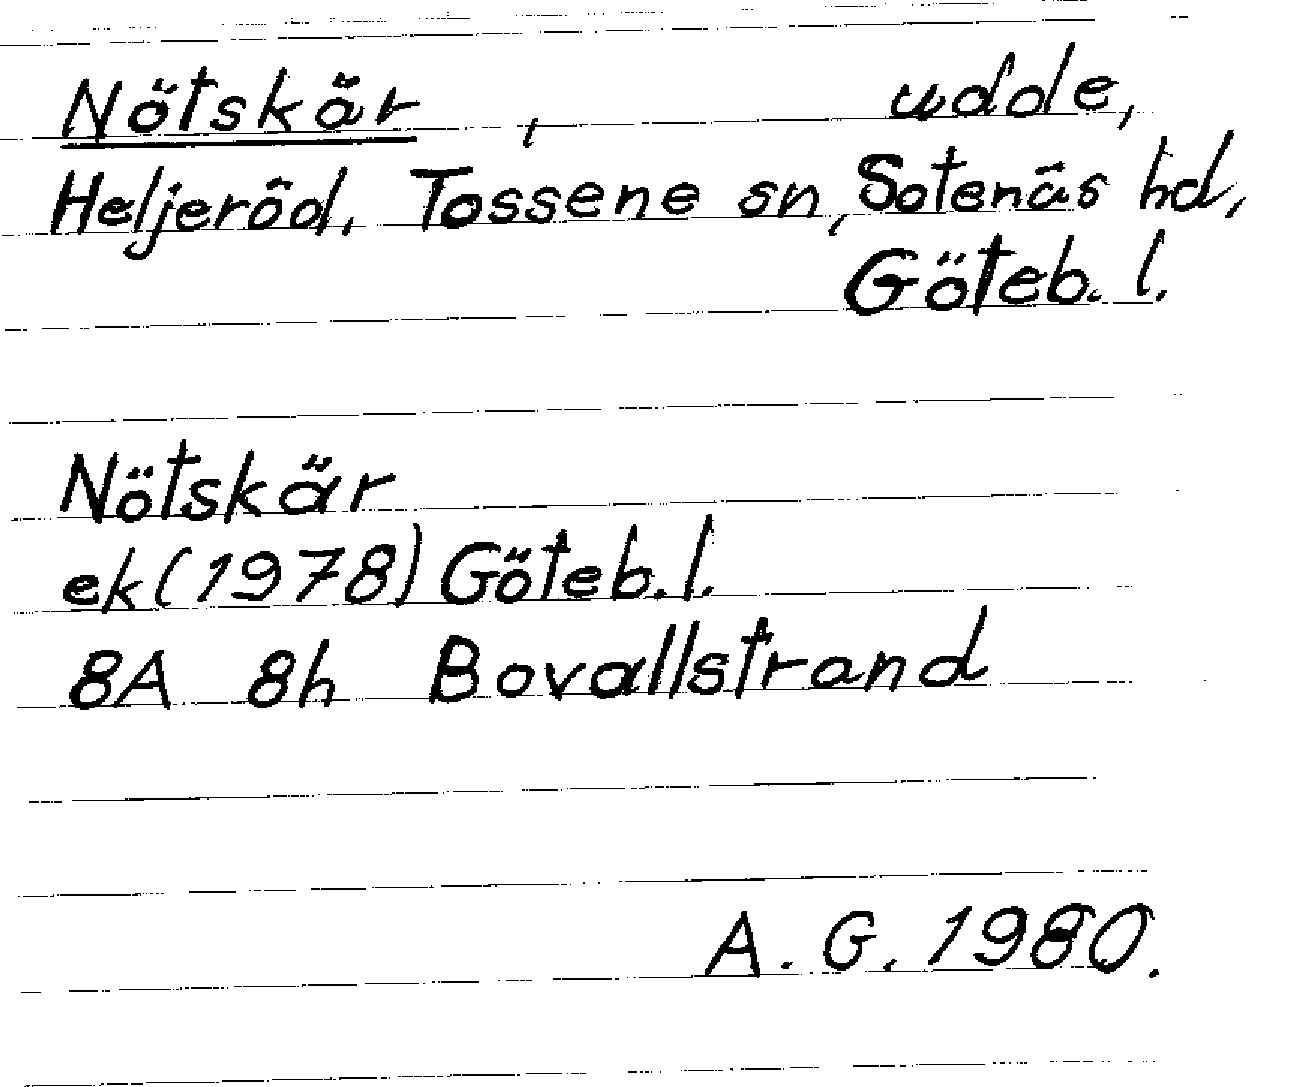 Nötskär, udde,
Heljeröd, Tossene sn, Sotenäs hd,
Göteb. l.
Nötskär
ek (1978) Göteb. l.
8A 8h Bovallstrand
A. G. 1980.